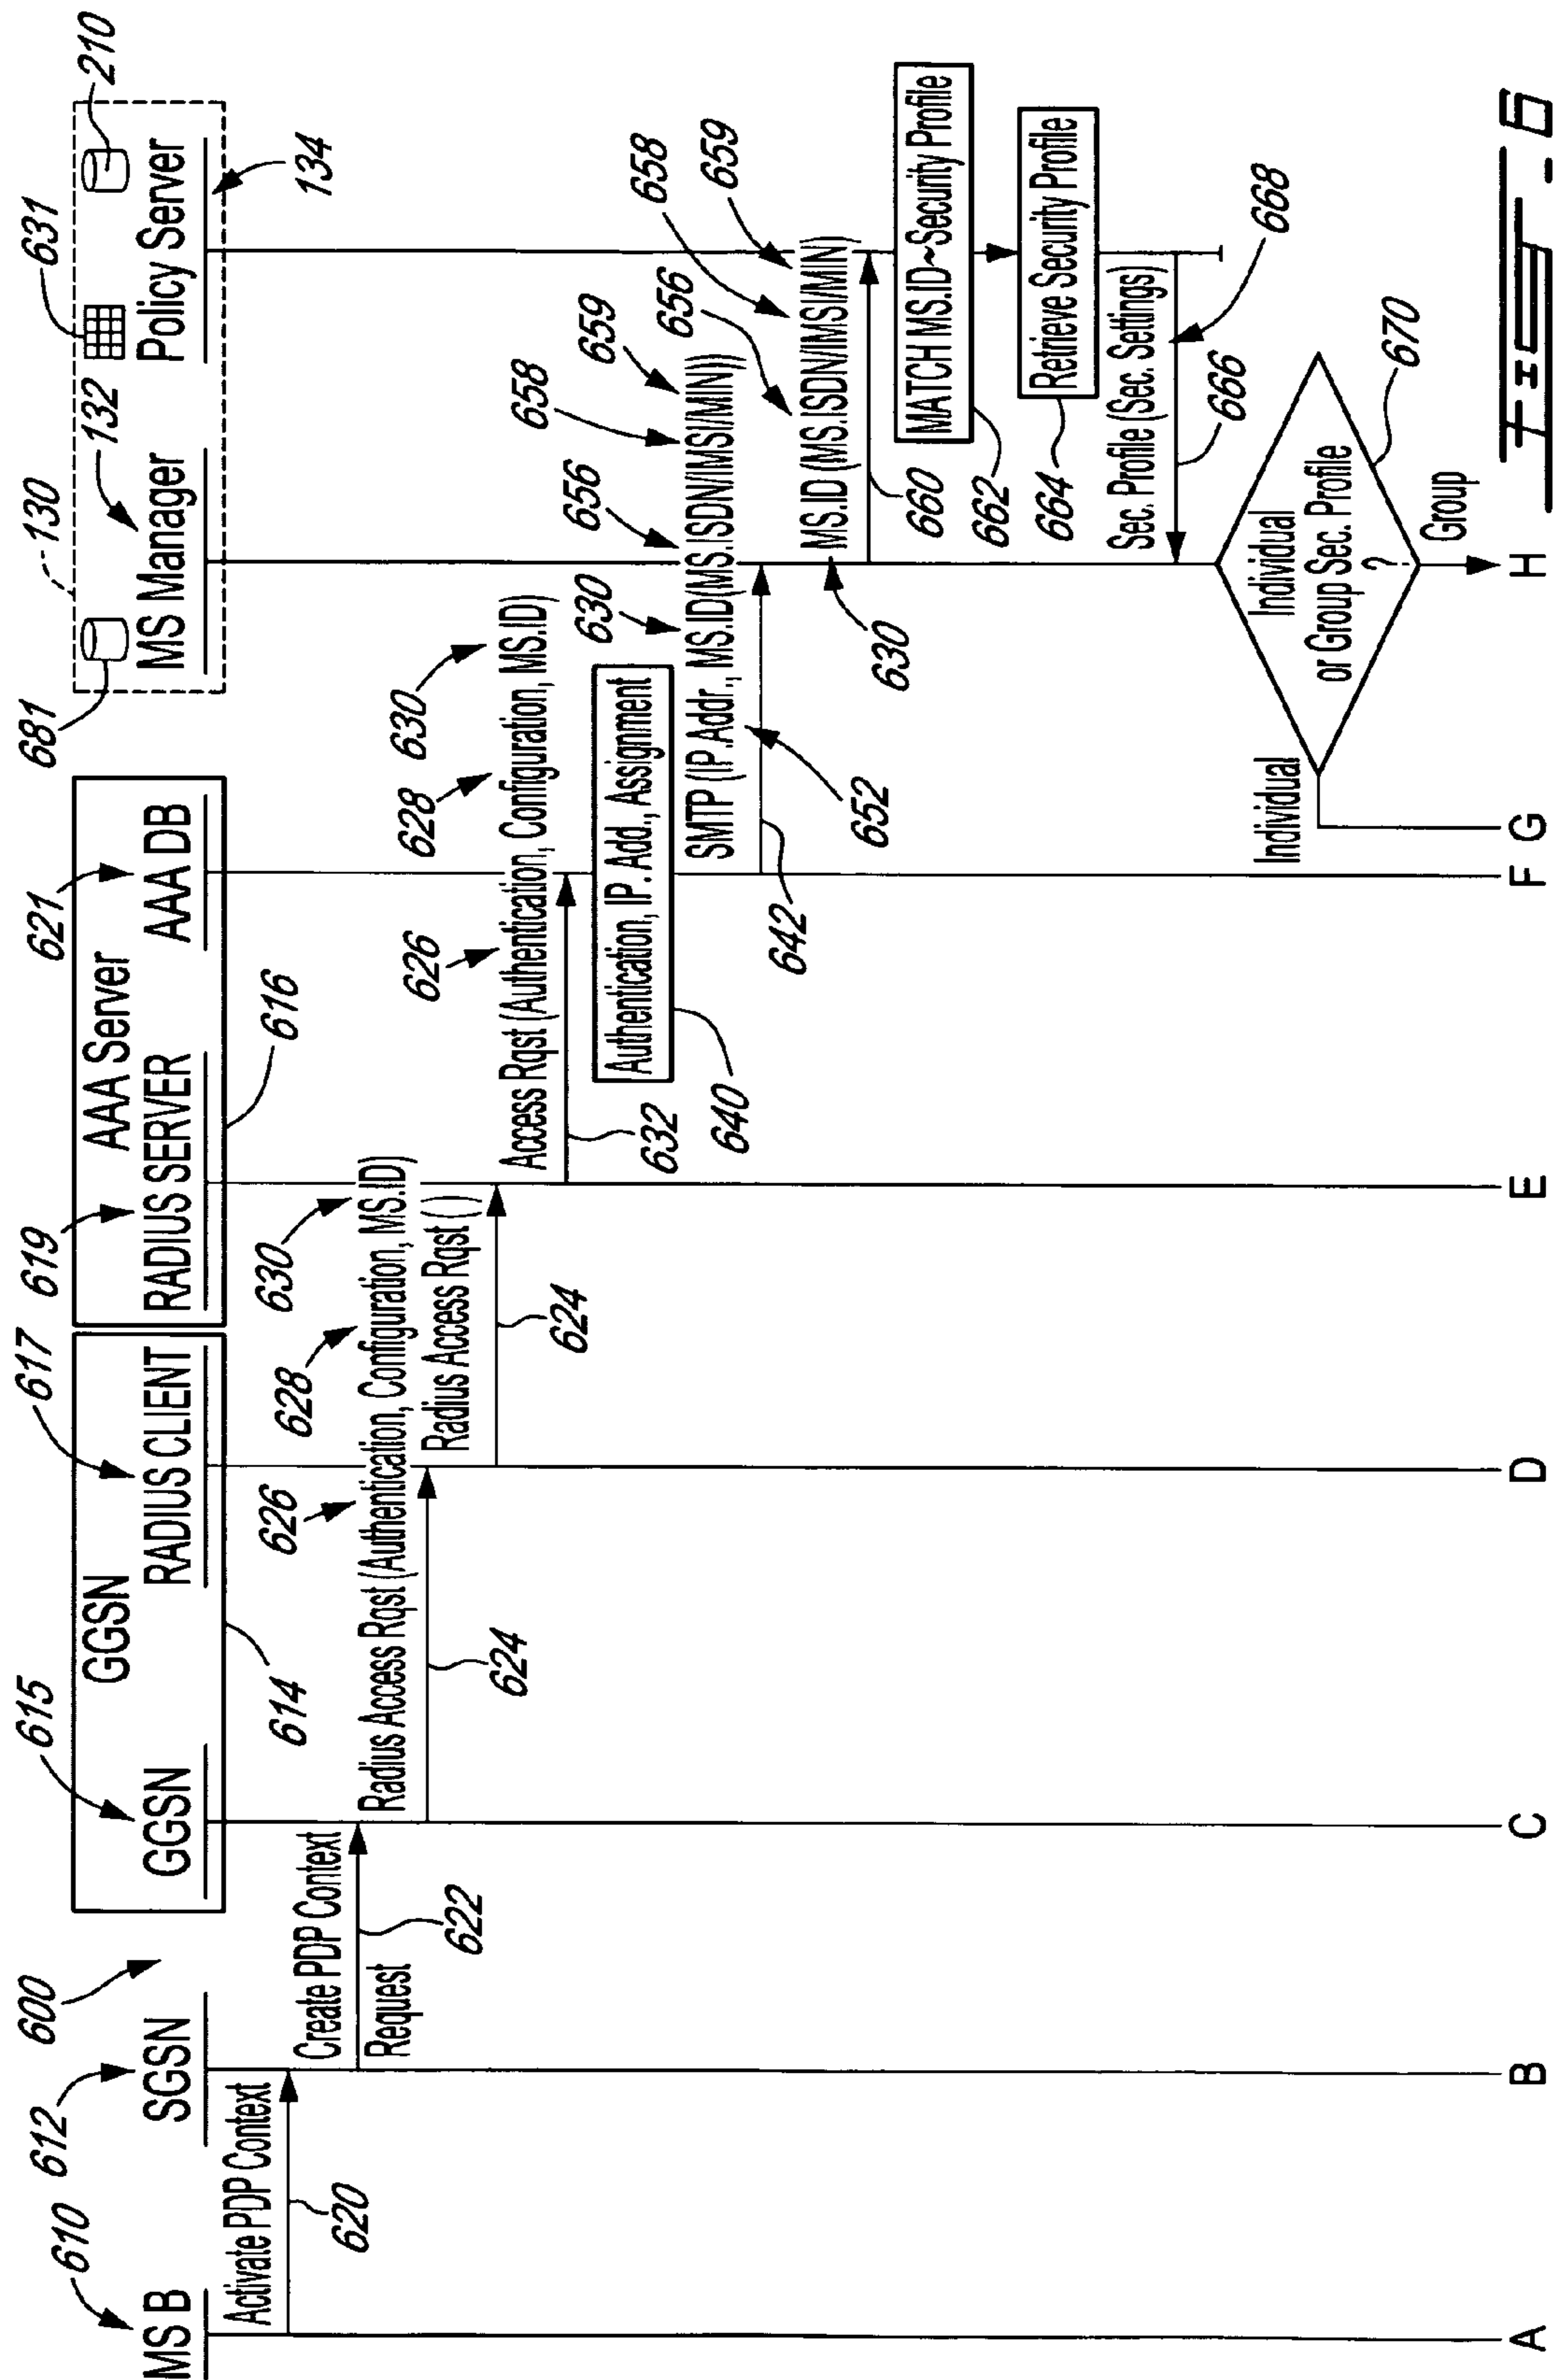 610
612
600
615
617
619
621
681
130
132
631
210
MS B
SGSN
GGSN
GGSN
RADIUS CLIENT
AAA Server
RADIUS SERVER
AAA DB
MS Manager
Policy Server
614
616
134
Activate PDP Context
620
Create PDP Context
Request
622
626
628
630
Radius Access Rqst (Authentication, Configuration, MS.ID)
624
Radius Access Rqst ( )
624
626
628
630
Access Rqst (Authentication, Configuration, MS.ID)
632
Authentication, IP. Add., Assignment
640
630
656
658
659
SMTP (IP.Addr., MS.ID(MS.ISDN/IMSI/MIN))
652
642
656
658
659
MS.ID (MS.ISDN/IMSI/MIN)
630
660
MATCH MS.ID~Security Profile
662
Retrieve Security Profile
664
Sec. Profile (Sec. Settings)
668
666
Individual
or Group Sec. Profile
?
670
Individual
Group
A
B
C
D
E
F
G
H
FIG-6